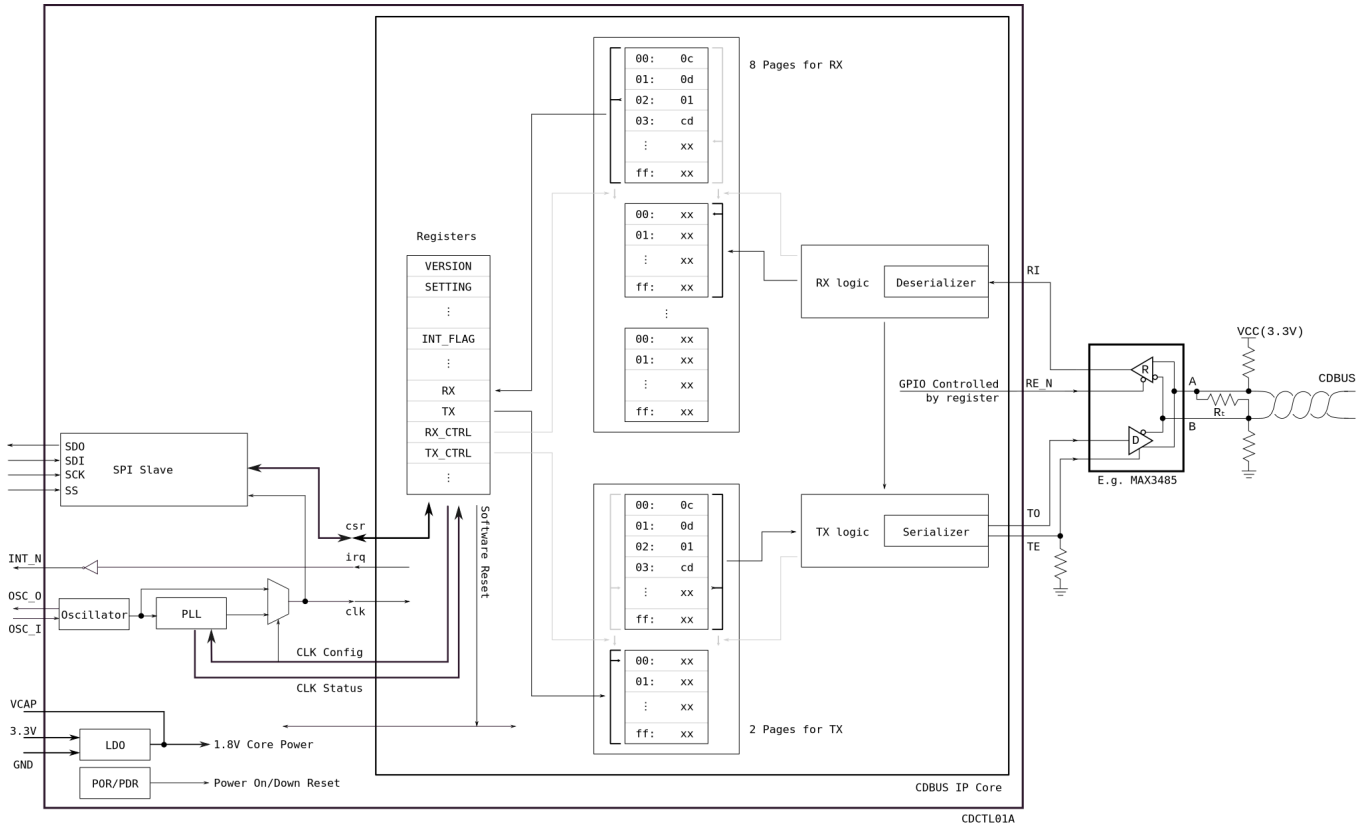 8 Pages for RX
00: 0c
01: 0d
02: 01
03: cd
⋮ xx
ff: xx
00: xx
01: xx
⋮ xx
ff: xx
⋮
00: xx
01: xx
⋮ xx
ff: xx
Registers
VERSION
SETTING
⋮
INT_FLAG
⋮
RX
TX
RX_CTRL
TX_CTRL
⋮
RX logic
Deserializer
RI
GPIO Controlled
by register
RE_N
VCC(3.3V)
R
A
Rt
B
D
CDBUS
E.g. MAX3485
SDO
SDI
SCK
SS
SPI Slave
csr
irq
clk
Software Reset
INT_N
OSC_O
OSC_I
Oscillator
PLL
CLK Config
CLK Status
00: 0c
01: 0d
02: 01
03: cd
⋮ xx
ff: xx
00: xx
01: xx
⋮ xx
ff: xx
2 Pages for TX
TX logic
Serializer
TO
TE
VCAP
3.3V
GND
LDO
1.8V Core Power
POR/PDR
Power On/Down Reset
CDBUS IP Core
CDCTL01A